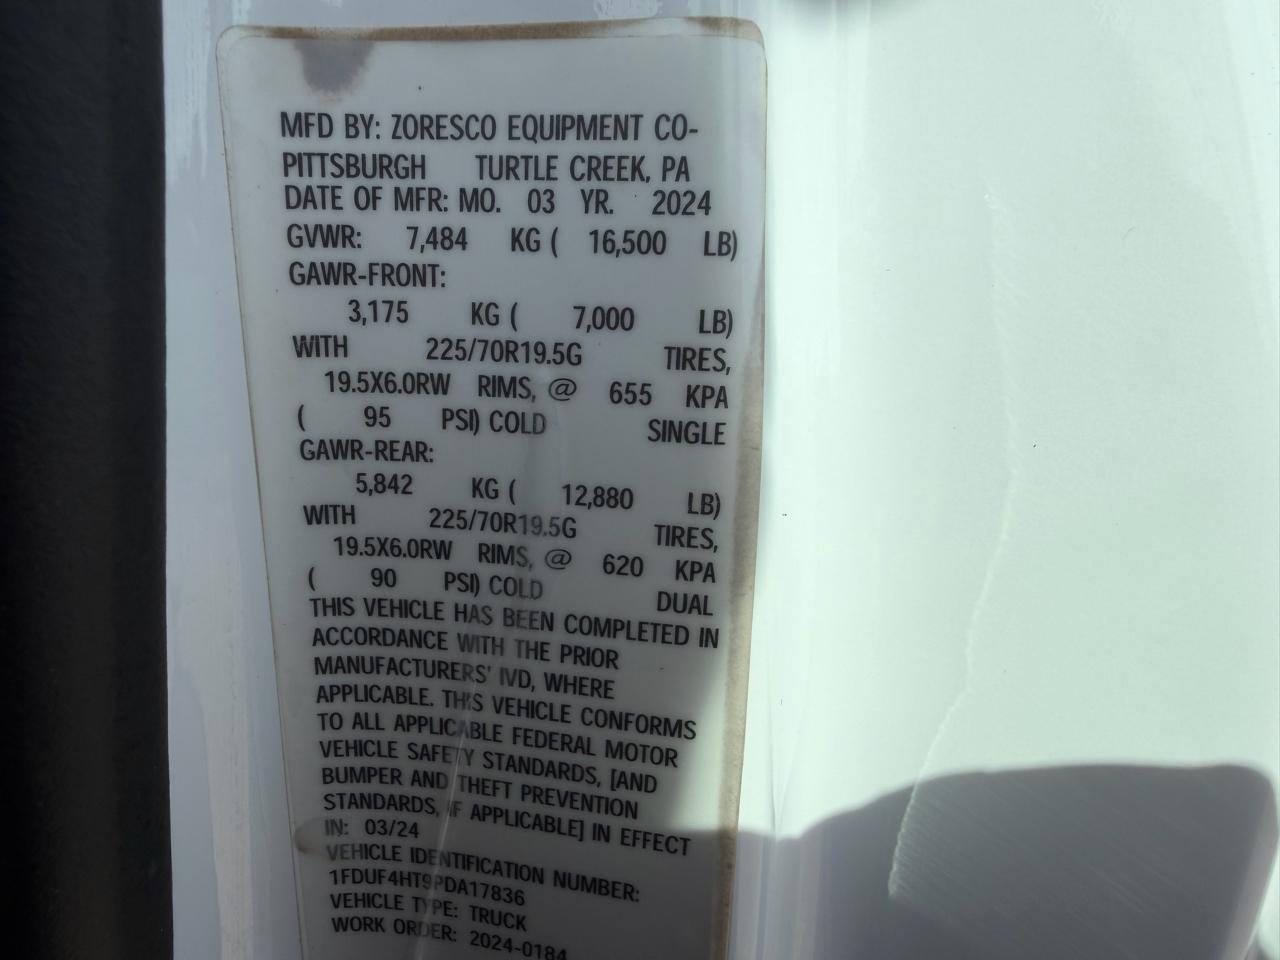 MFD BY: ZORESCO EQUIPMENT CO-
PITTSBURGH TURTLE CREEK, PA
DATE OF MFR: MO. 03 YR. 2024
GVWR: 7,484 KG ( 16,500 LB)
GAWR-FRONT:
3,175 KG ( 7,000 LB)
WITH 225/70R19.5G TIRES,
19.5X6.0RW RIMS, @ 655 KPA
( 95 PSI) COLD SINGLE
GAWR-REAR:
5,842 KG ( 12,880 LB)
WITH 225/70R19.5G TIRES,
19.5X6.0RW RIMS, @ 620 KPA
( 90 PSI) COLD DUAL
THIS VEHICLE HAS BEEN COMPLETED IN
ACCORDANCE WITH THE PRIOR
MANUFACTURERS' IVD, WHERE
APPLICABLE. THIS VEHICLE CONFORMS
TO ALL APPLICABLE FEDERAL MOTOR
VEHICLE SAFETY STANDARDS, [AND
BUMPER AND THEFT PREVENTION
STANDARDS, IF APPLICABLE] IN EFFECT
IN: 03/24
VEHICLE IDENTIFICATION NUMBER:
1FDUF4HT9PDA17836
VEHICLE TYPE: TRUCK
WORK ORDER: 2024-0184